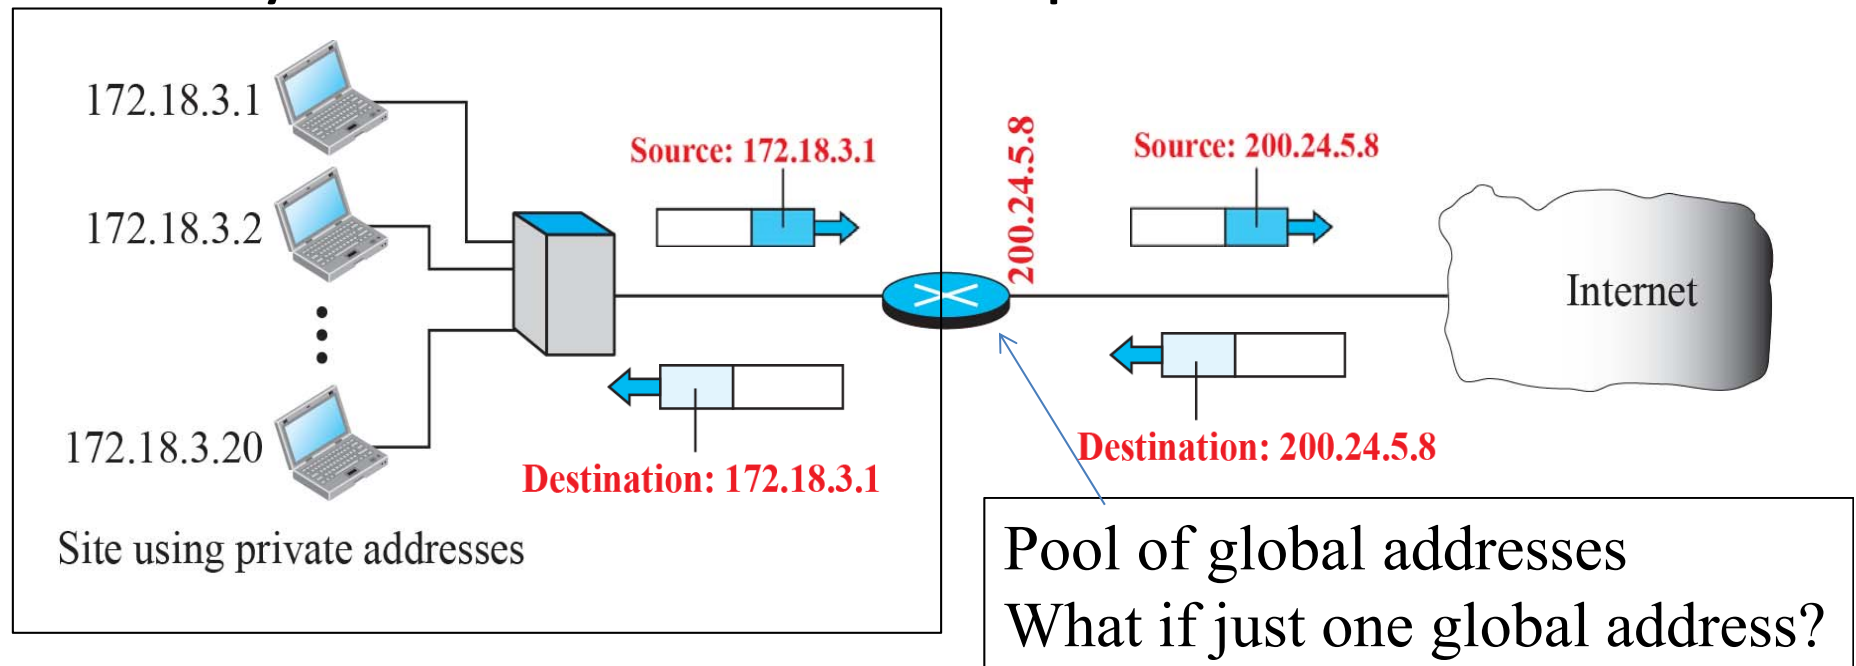 172.18.3.1
Source: 172.18.3.1
200.24.5.8
Source: 200.24.5.8
172.18.3.2
Internet
172.18.3.20
Destination: 172.18.3.1
Destination: 200.24.5.8
Site using private addresses
Pool of global addresses
What if just one global address?